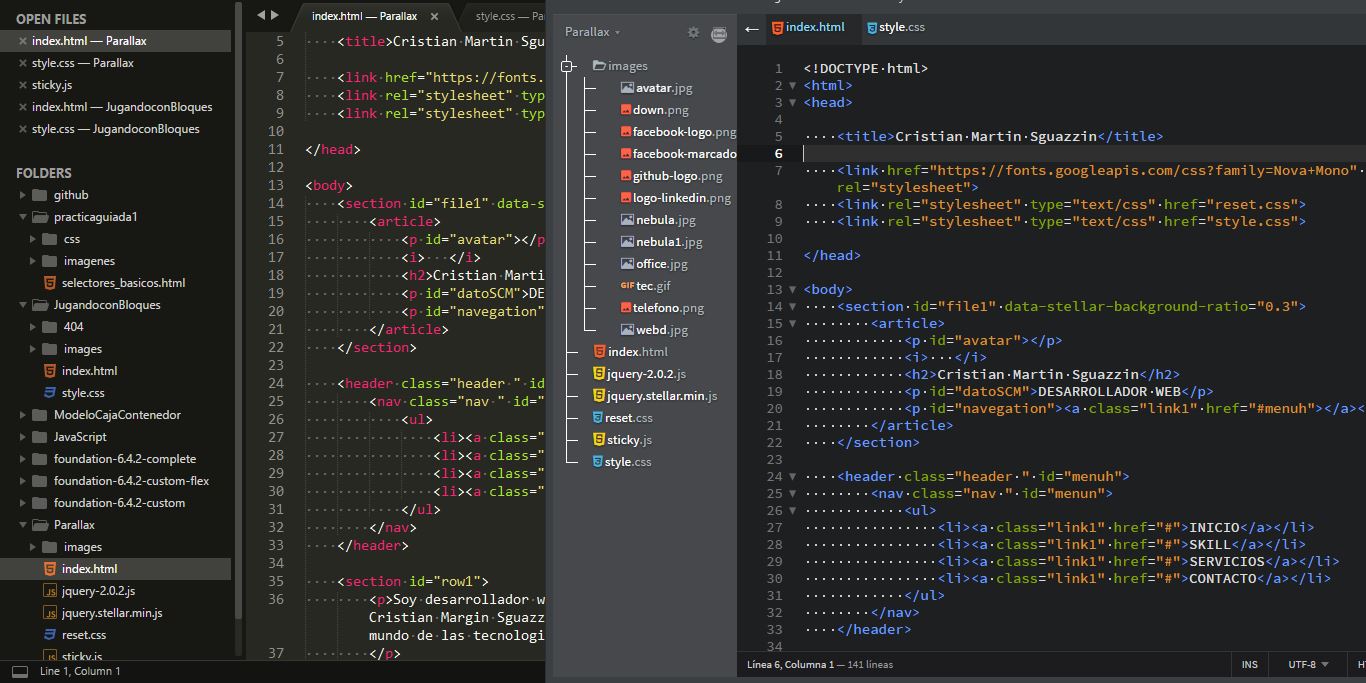 OPEN FILES
index.html — Parallax
style.css — Parallax
sticky.js
index.html — JugandoconBloques
style.css — JugandoconBloques
FOLDERS
github
practicaguiada1
css
imagenes
selectores_basicos.html
JugandoconBloques
404
images
index.html
style.css
ModeloCajaContenedor
JavaScript
foundation-6.4.2-complete
foundation-6.4.2-custom-flex
foundation-6.4.2-custom
Parallax
images
index.html
jquery-2.0.2.js
jquery.stellar.min.js
reset.css
sticky.js
Line 1, Column 1
index.html — Parallax
style.css — Pa
5 ····<title>Cristian·Martin·Sgu
6
7 ····<link·href="https://fonts.
8 ····<link·rel="stylesheet"·typ
9 ····<link·rel="stylesheet"·typ
10
11 </head>
12
13 <body>
14 ····<section·id="file1"·data-s
15 ········<article>
16 ············<p·id="avatar"></p
17 ············<i>···</i>
18 ············<h2>Cristian·Marti
19 ············<p·id="datoSCM">DE
20 ············<p·id="navegation"
21 ········</article>
22 ····</section>
23
24 ····<header·class="header·"·id
25 ········<nav·class="nav·"·id="
26 ············<ul>
27 ················<li><a·class="
28 ················<li><a·class="
29 ················<li><a·class="
30 ················<li><a·class="
31 ············</ul>
32 ········</nav>
33 ····</header>
34
35 ····<section·id="row1">
36 ········<p>Soy·desarrollador·w
Cristian·Margin·Sguazz
mundo·de·las·tecnologi
37 ········</p>
Parallax
images
avatar.jpg
down.png
facebook-logo.png
facebook-marcado
github-logo.png
logo-linkedin.png
nebula.jpg
nebula1.jpg
office.jpg
GIF tec.gif
telefono.png
webd.jpg
index.html
jquery-2.0.2.js
jquery.stellar.min.js
reset.css
sticky.js
style.css
index.html
style.css
1 <!DOCTYPE·html>
2 <html>
3 <head>
4
5 ····<title>Cristian·Martin·Sguazzin</title>
6
7 ····<link·href="https://fonts.googleapis.com/css?family=Nova+Mono"·
rel="stylesheet">
8 ····<link·rel="stylesheet"·type="text/css"·href="reset.css">
9 ····<link·rel="stylesheet"·type="text/css"·href="style.css">
10
11 </head>
12
13 <body>
14 ····<section·id="file1"·data-stellar-background-ratio="0.3">
15 ········<article>
16 ············<p·id="avatar"></p>
17 ············<i>···</i>
18 ············<h2>Cristian·Martin·Sguazzin</h2>
19 ············<p·id="datoSCM">DESARROLLADOR·WEB</p>
20 ············<p·id="navegation"><a·class="link1"·href="#menuh"></a><
21 ········</article>
22 ····</section>
23
24 ····<header·class="header·"·id="menuh">
25 ········<nav·class="nav·"·id="menun">
26 ············<ul>
27 ················<li><a·class="link1"·href="#">INICIO</a></li>
28 ················<li><a·class="link1"·href="#">SKILL</a></li>
29 ················<li><a·class="link1"·href="#">SERVICIOS</a></li>
30 ················<li><a·class="link1"·href="#">CONTACTO</a></li>
31 ············</ul>
32 ········</nav>
33 ····</header>
34
Línea 6, Columna 1 — 141 líneas
INS
UTF-8